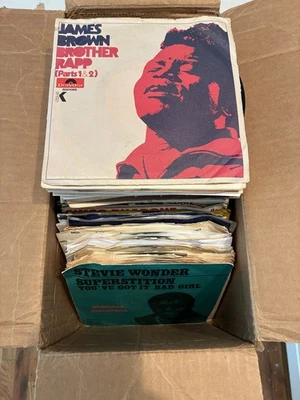 JAMES
BROWN
BROTHER
RAPP
(Parts 1&2)
STEVIE WONDER
SUPERSTITION
YOU'VE GOT IT BAD GIRL